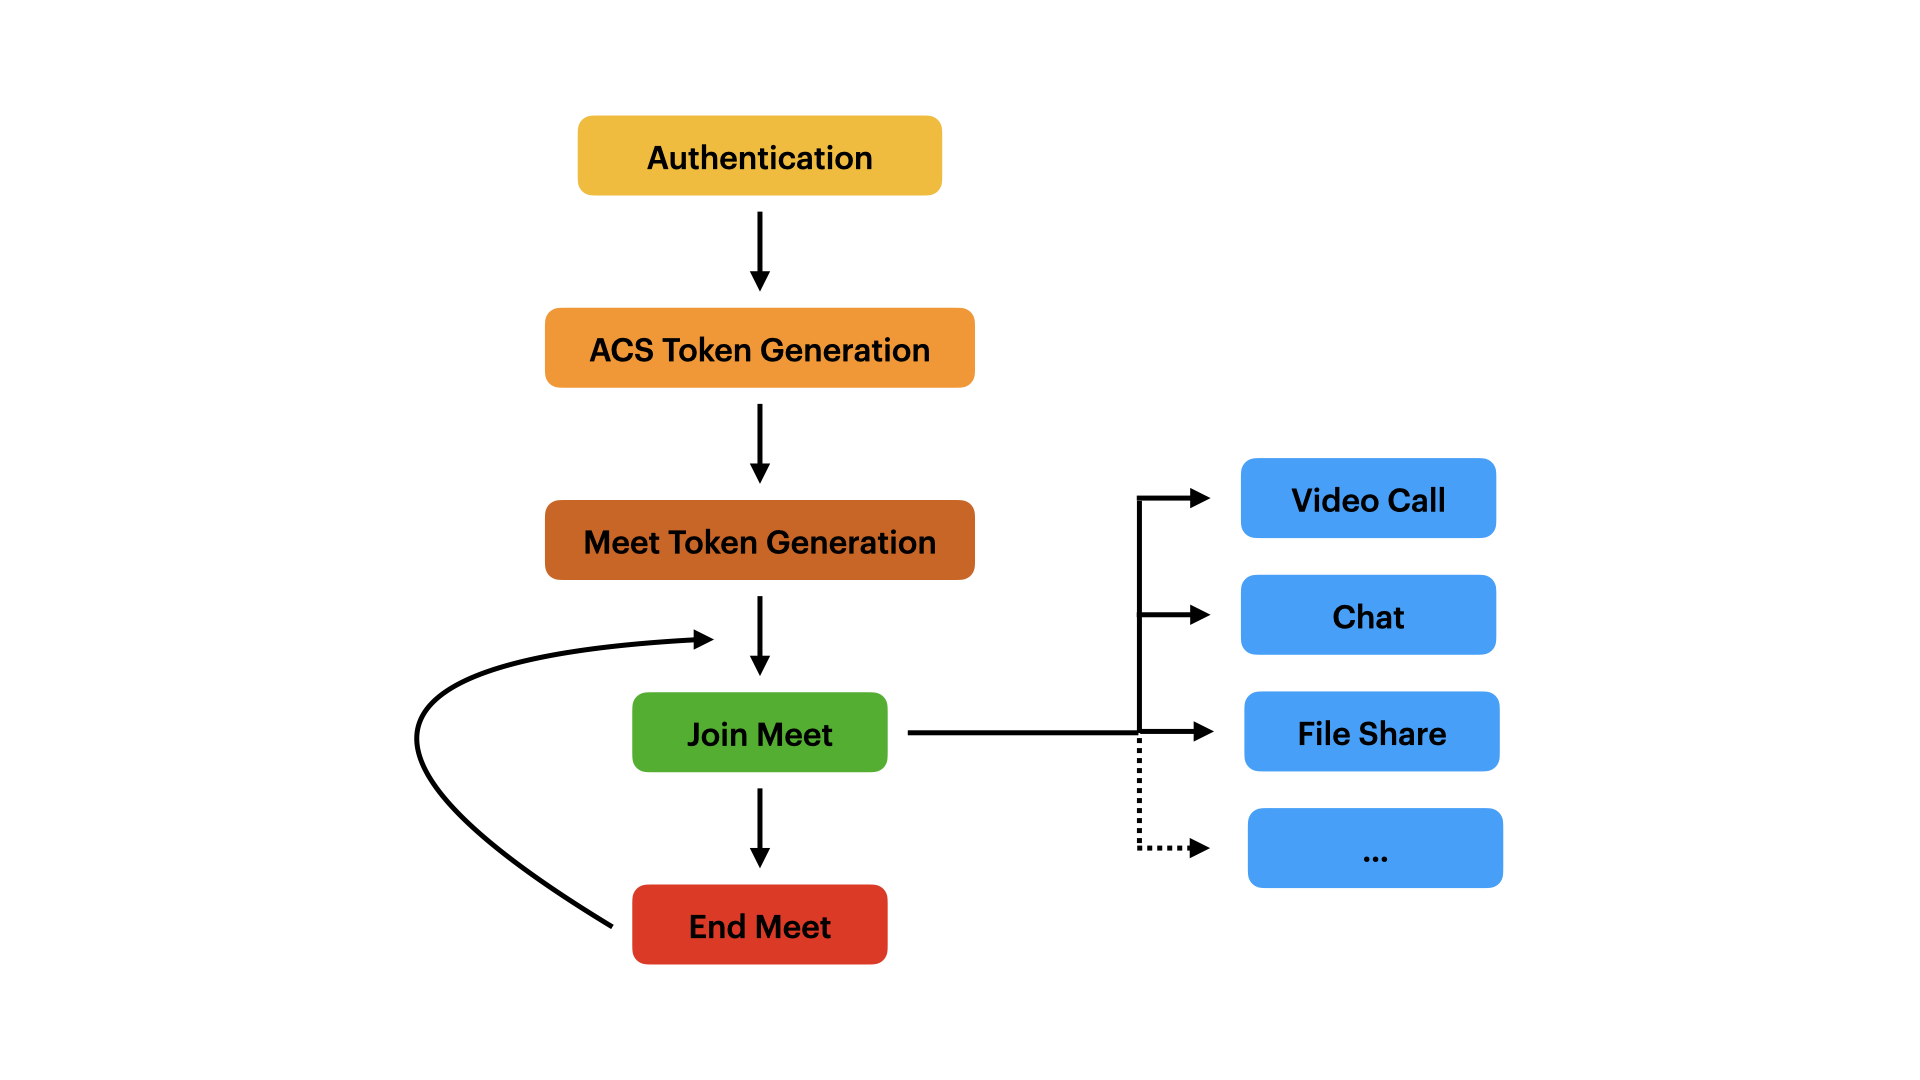 Authentication
ACS Token Generation
Meet Token Generation
Join Meet
End Meet
Video Call
Chat
File Share
...